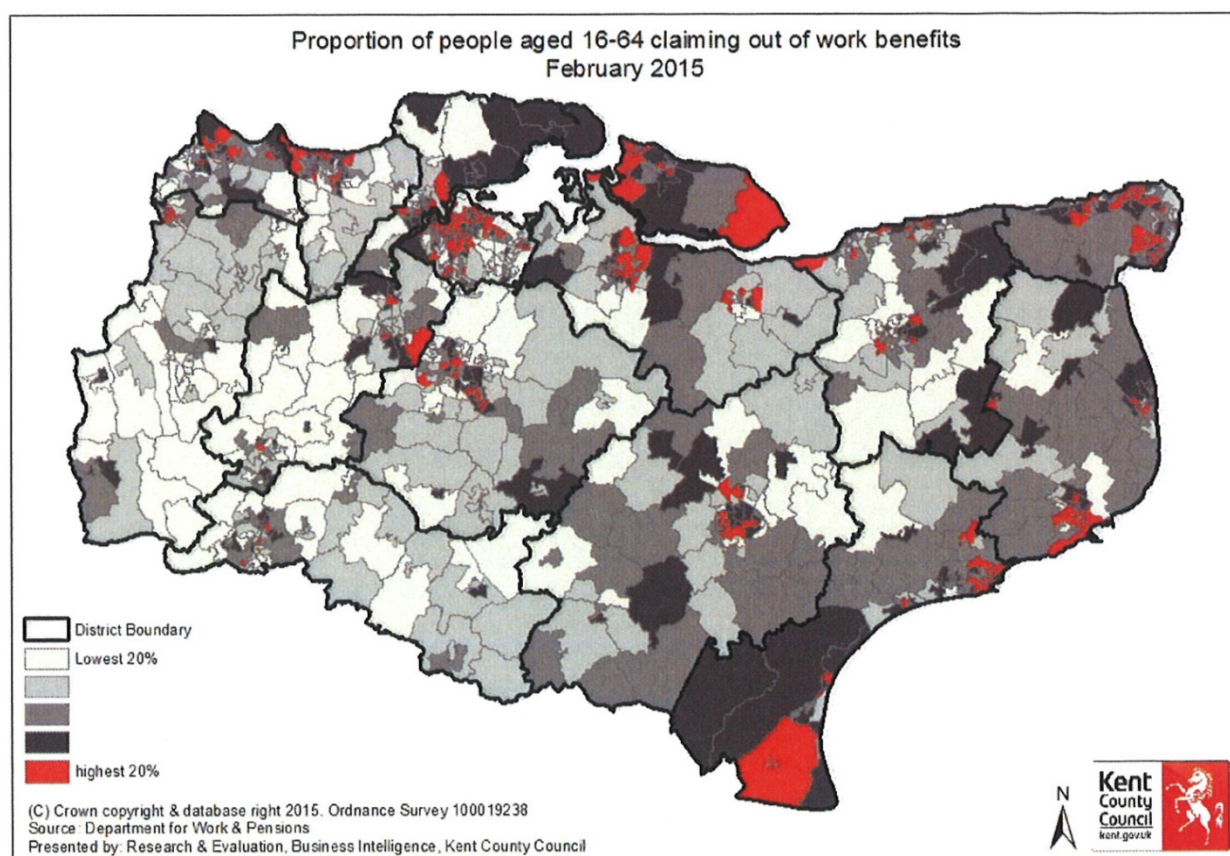 Proportion of people aged 16-64 claiming out of work benefits
February 2015
District Boundary
Lowest 20%
highest 20%
(C) Crown copyright & database right 2015. Ordnance Survey 100019238
Source: Department for Work & Pensions
Presented by: Research & Evaluation, Business Intelligence, Kent County Council
N
Kent
County
Council
kent.gov.uk